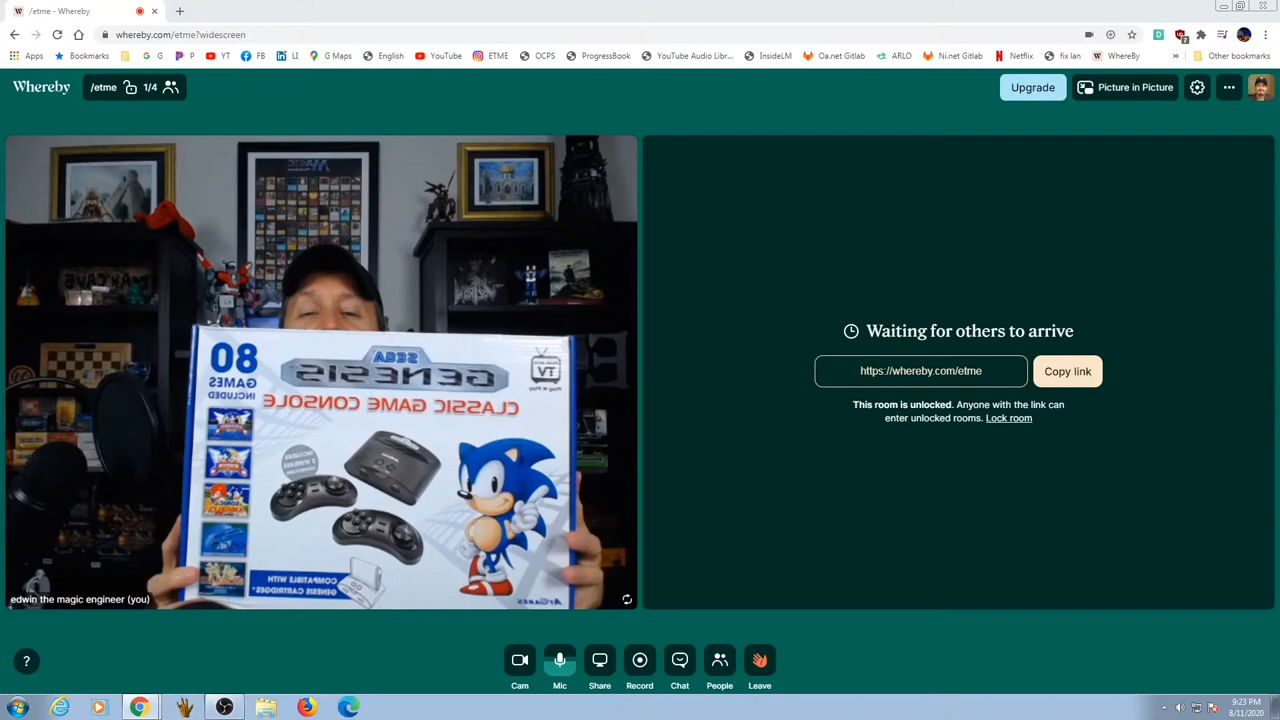 /etme - Whereby
whereby.com/etme?widescreen
Apps Bookmarks G P YT FB LI G Maps English YouTube ETME OCPS ProgressBook YouTube Audio Libr... InsideLM Oa.net Gitlab ARLO Ni.net Gitlab Netflix fix lan WhereBy » Other bookmarks
Whereby /etme 1/4 Upgrade Picture in Picture
80
GAMES
INCLUDED
SEGA
GENESIS
TV
CLASSIC GAME CONSOLE
INCLUDES
COMPATIBLE WITH
GENESIS CARTRIDGES*
AtGames
edwin the magic engineer (you)
Waiting for others to arrive
https://whereby.com/etme Copy link
This room is unlocked. Anyone with the link can
enter unlocked rooms. Lock room
?
Cam Mic Share Record Chat People Leave
9:23 PM
8/11/2020